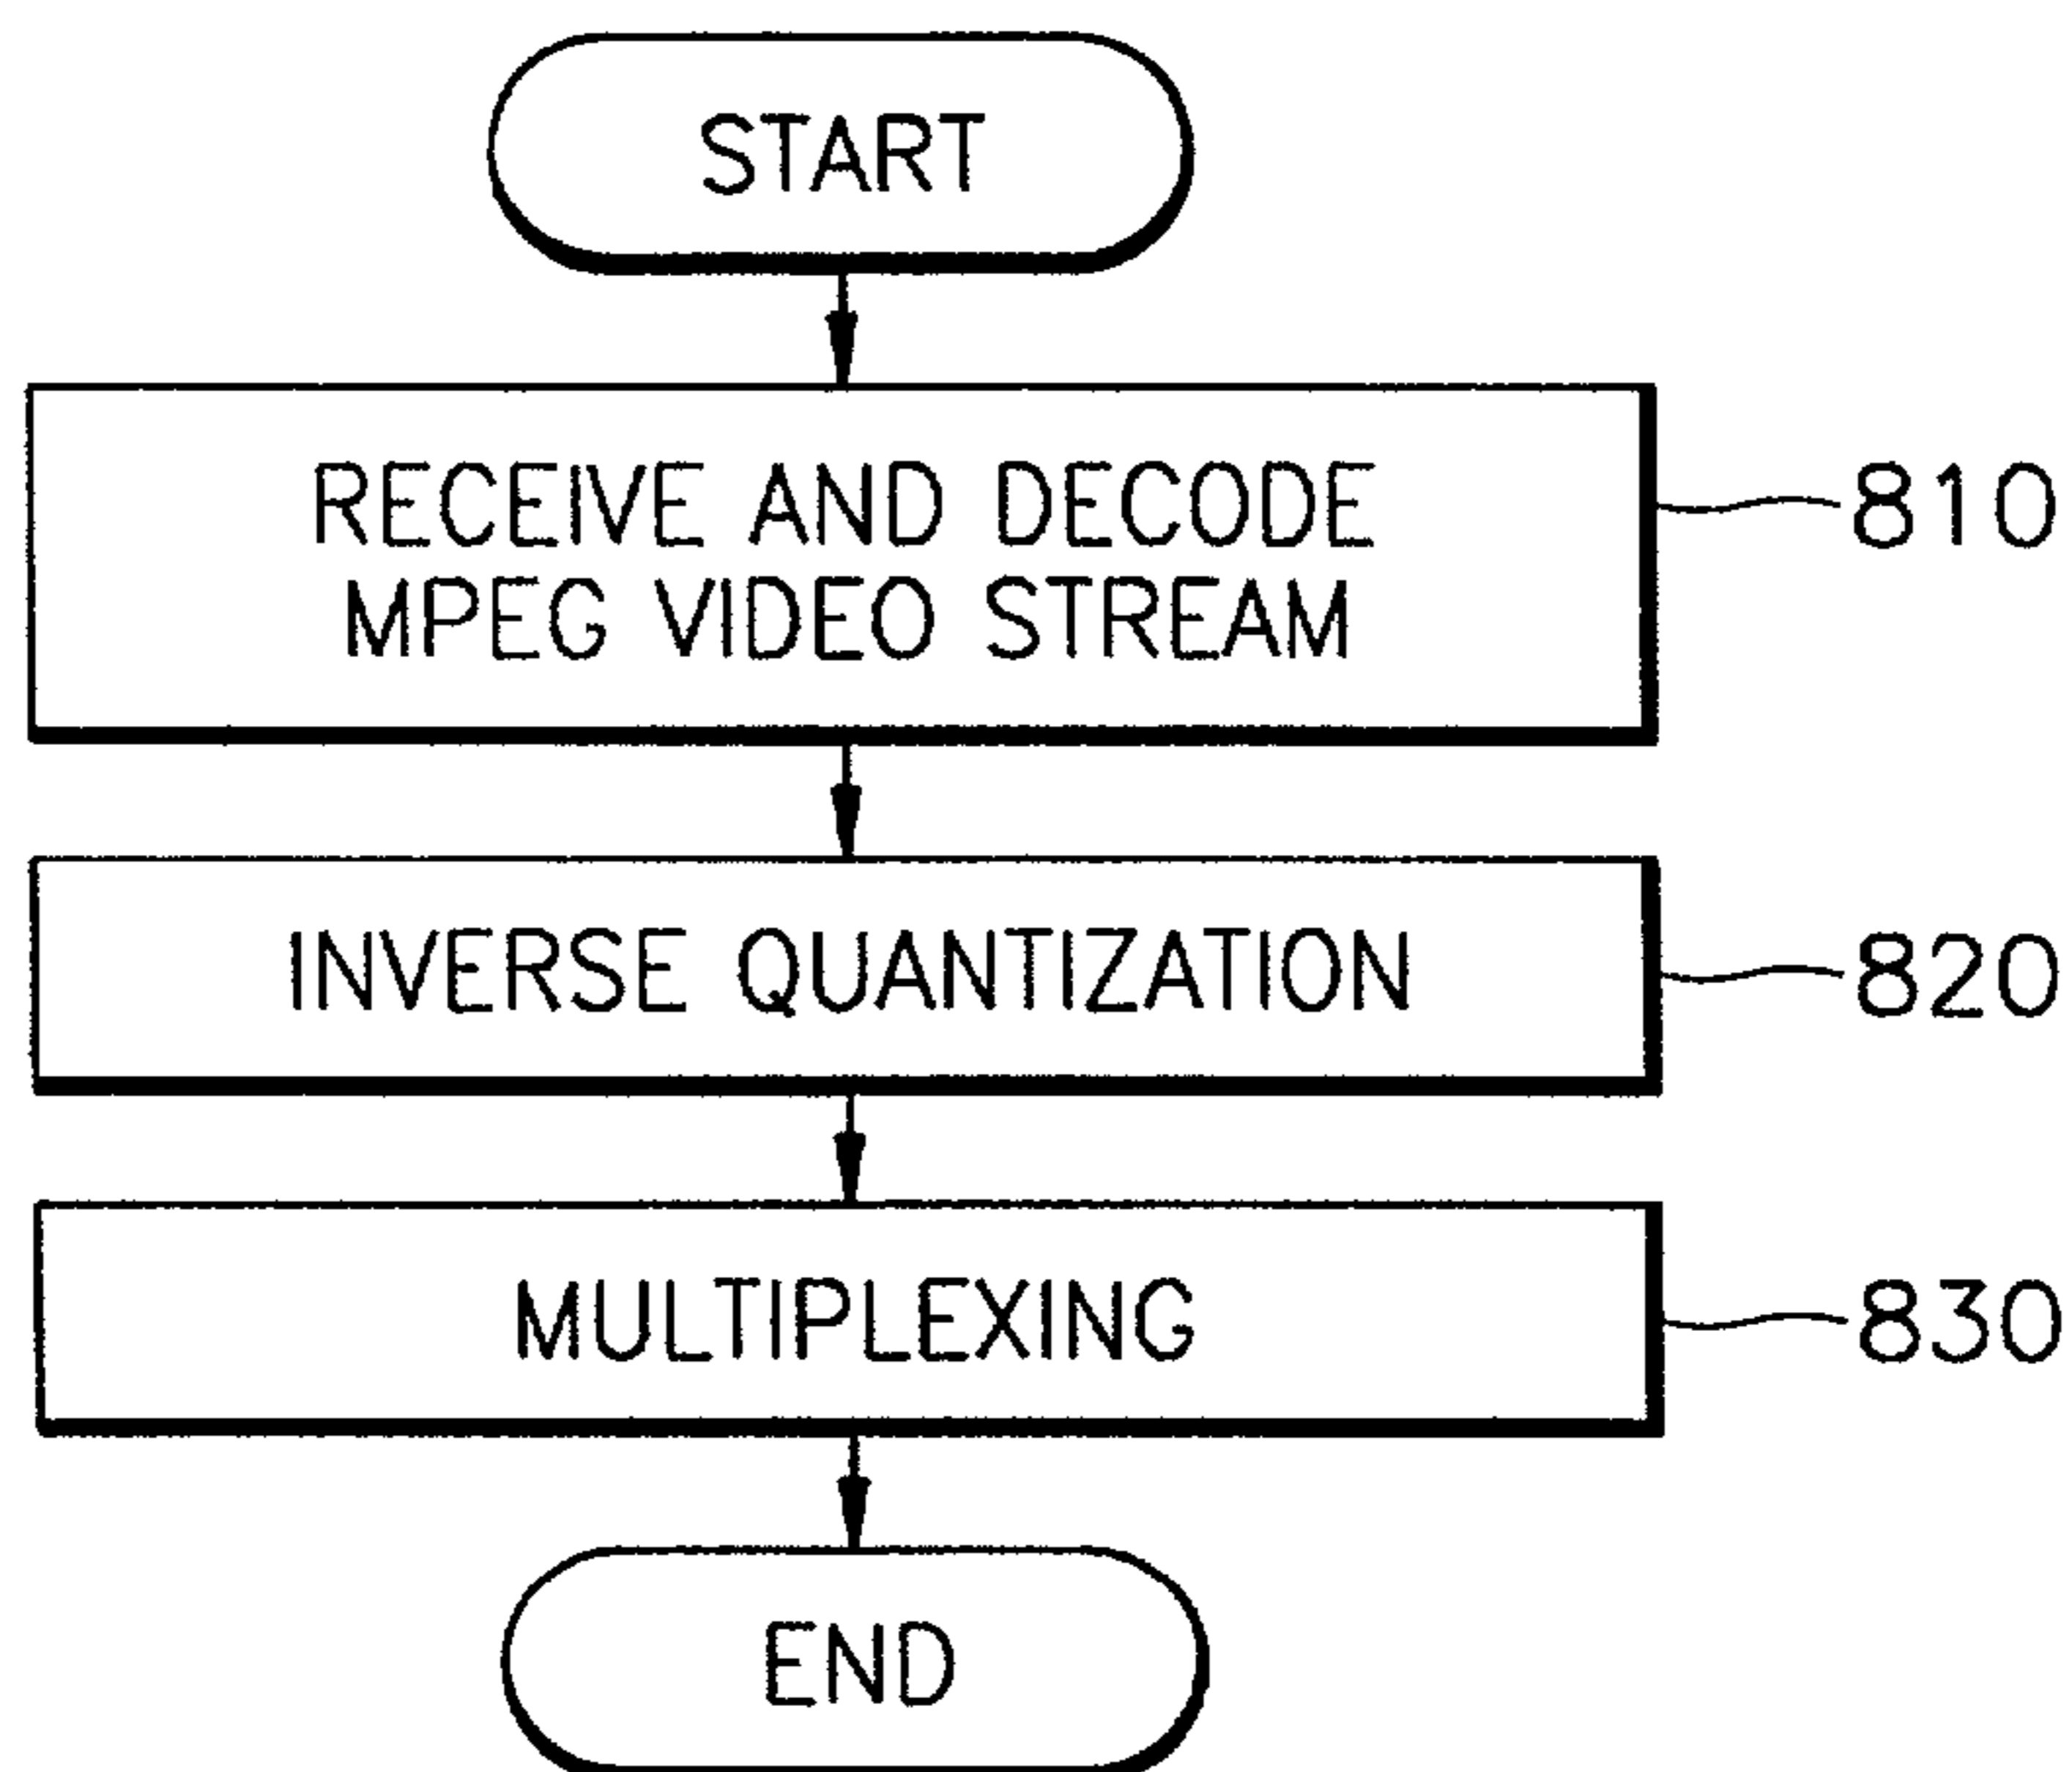 START
RECEIVE AND DECODE
MPEG VIDEO STREAM
810
INVERSE QUANTIZATION
820
MULTIPLEXING
830
END